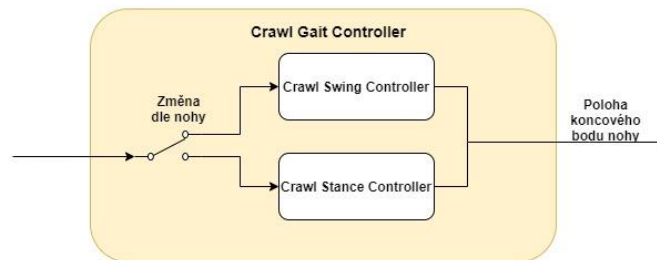 Crawl Gait Controller
Crawl Swing Controller
Změna
dle nohy
Poloha
koncového
bodu nohy
Crawl Stance Controller